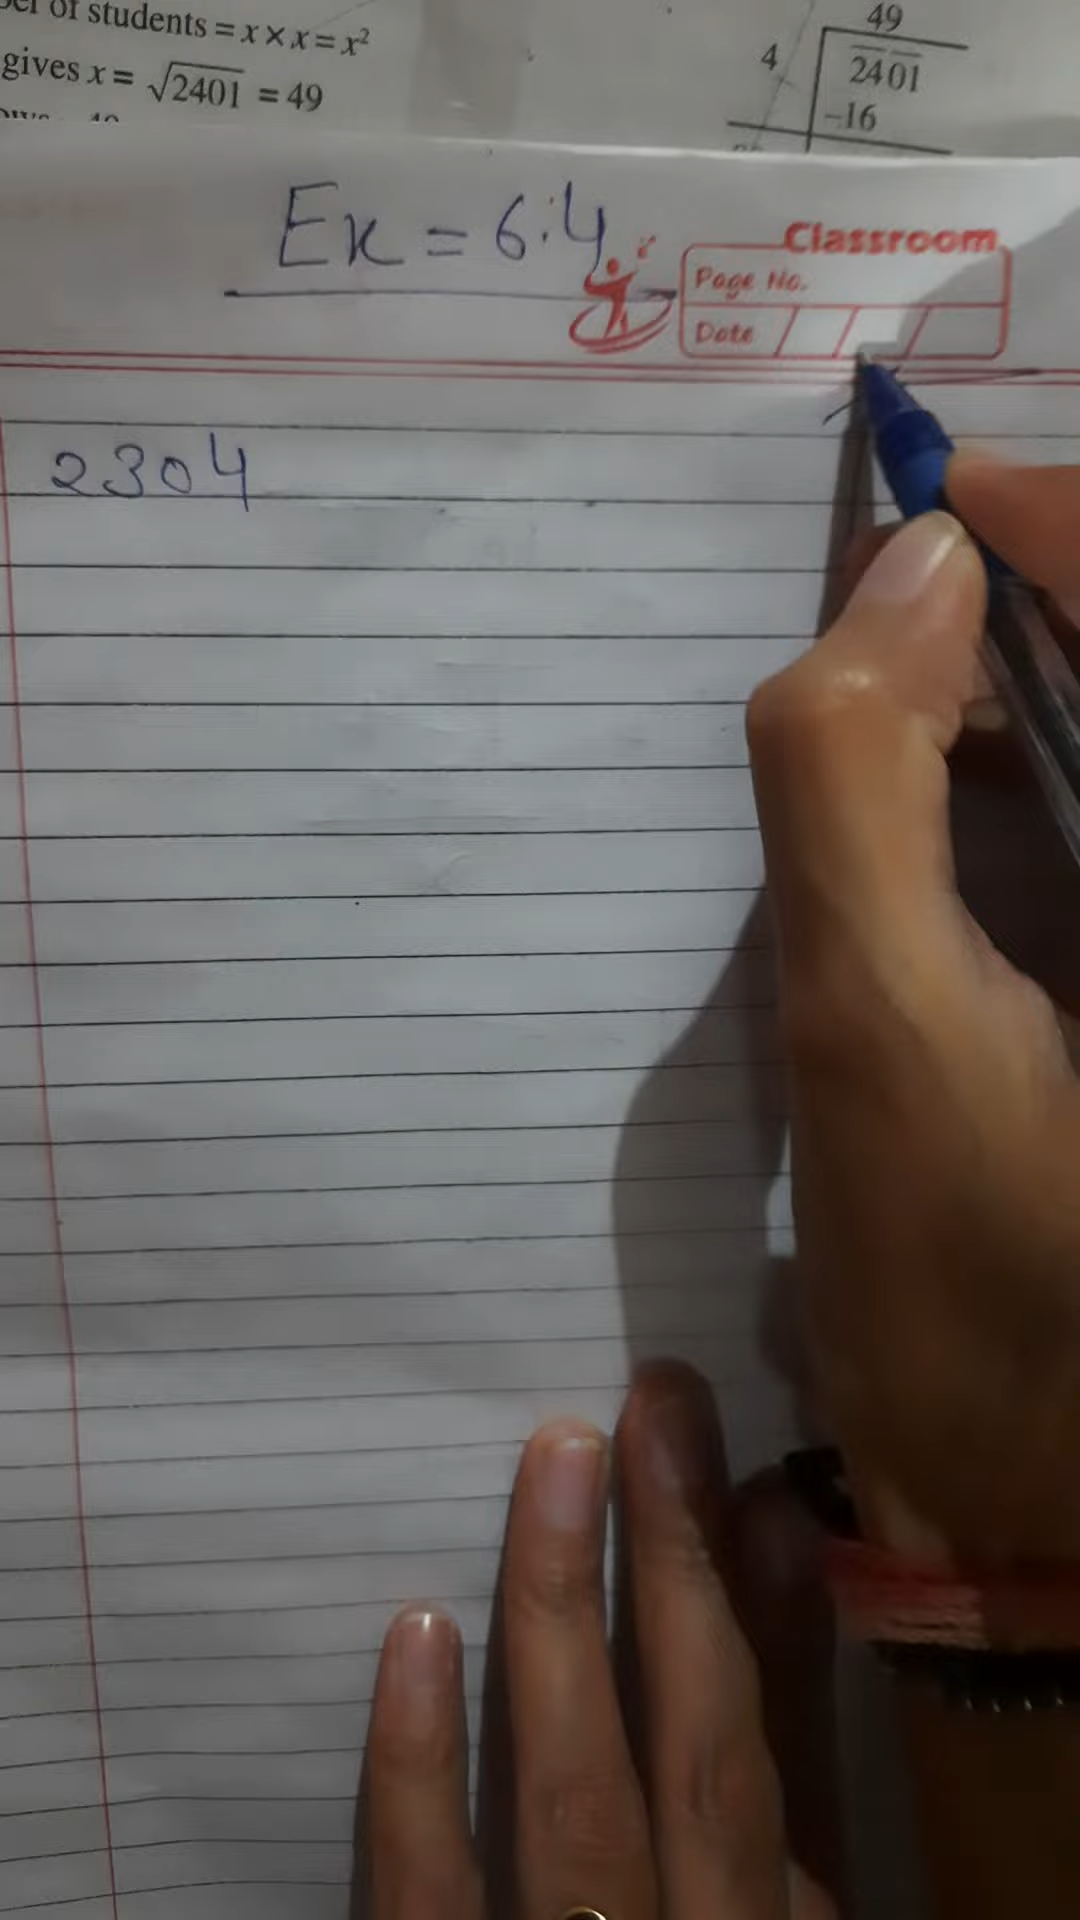 of students = x × x = x²
gives x = √2401 = 49
49
4 2401
−16
Ex = 6.4
Classroom
Page No.
Date
2304